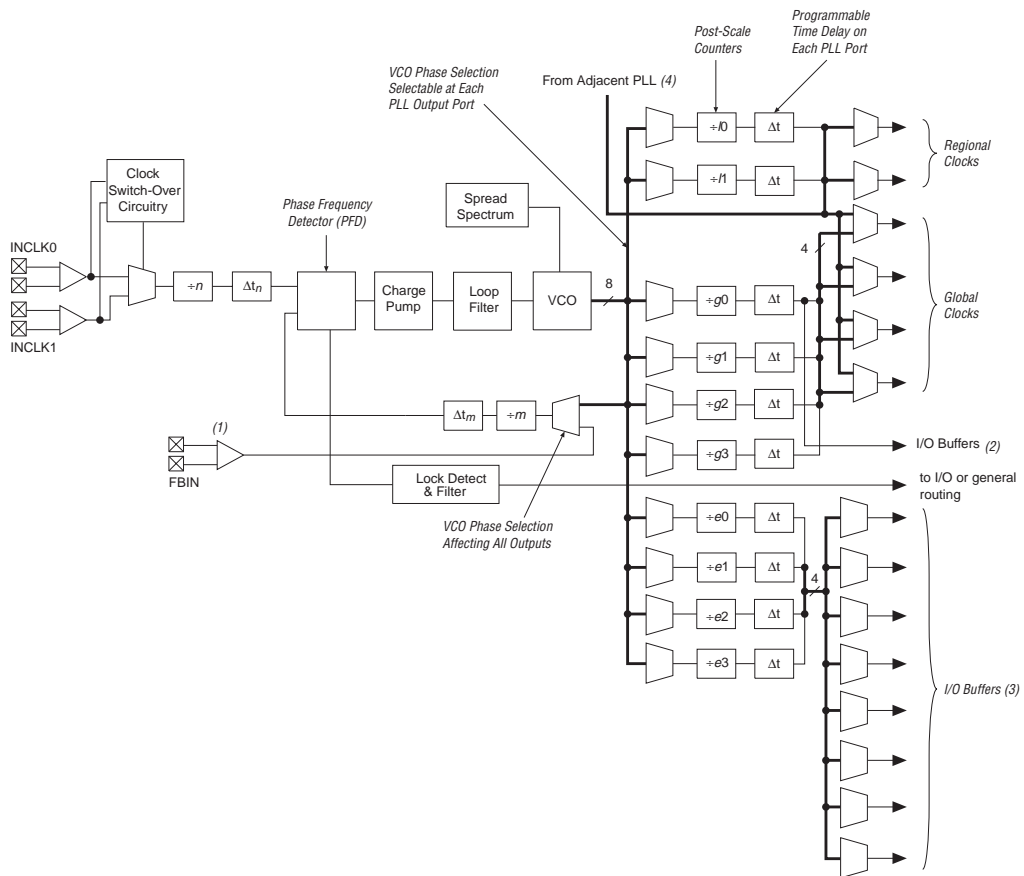 Programmable
Time Delay on
Each PLL Port
Post-Scale
Counters
VCO Phase Selection
Selectable at Each
PLL Output Port
From Adjacent PLL (4)
÷l0
Δt
÷l1
Δt
Regional
Clocks
Clock
Switch-Over
Circuitry
Phase Frequency
Detector (PFD)
Spread
Spectrum
INCLK0
INCLK1
÷n
Δtn
Charge
Pump
Loop
Filter
VCO
8
÷g0
Δt
÷g1
Δt
÷g2
Δt
÷g3
Δt
4
Global
Clocks
Δtm
÷m
(1)
FBIN
I/O Buffers (2)
Lock Detect
& Filter
to I/O or general
routing
VCO Phase Selection
Affecting All Outputs
÷e0
Δt
÷e1
Δt
÷e2
Δt
÷e3
Δt
4
I/O Buffers (3)